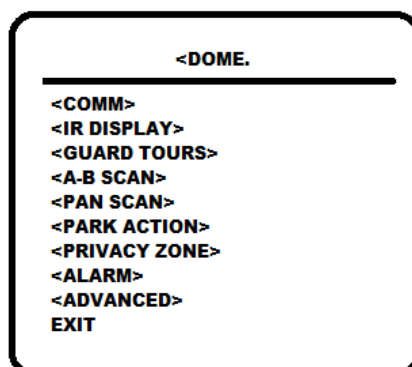 <DOME.
<COMM>
<IR DISPLAY>
<GUARD TOURS>
<A-B SCAN>
<PAN SCAN>
<PARK ACTION>
<PRIVACY ZONE>
<ALARM>
<ADVANCED>
EXIT